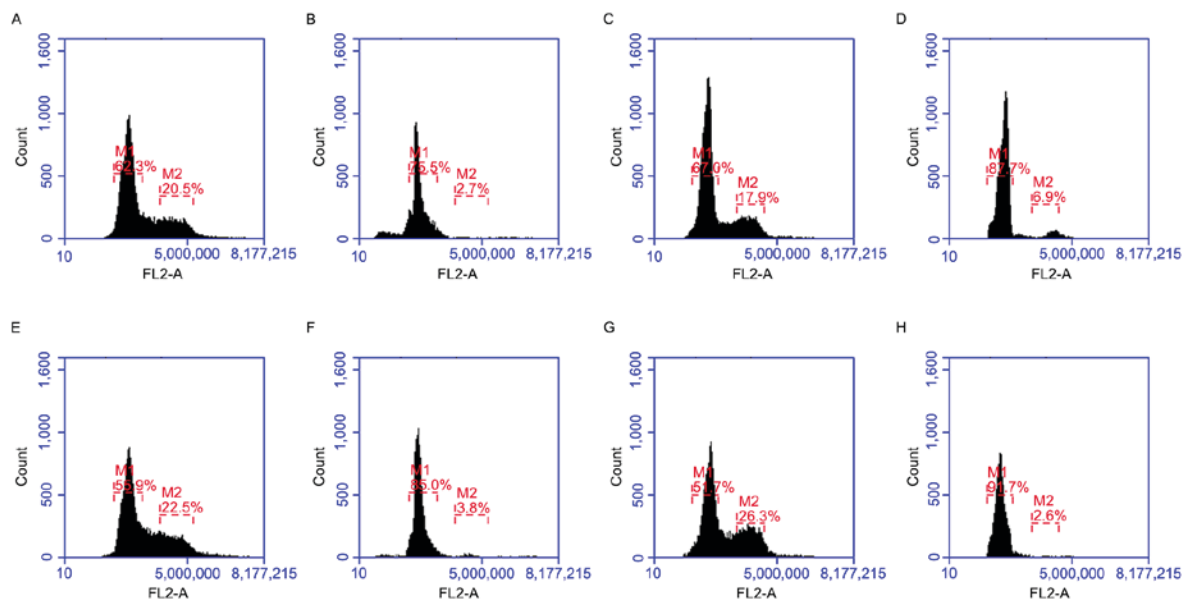 A
B
C
D
1,600
1,000
500
0
Count
M1
62.3%
M2
20.5%
10
5,000,000
8,177,215
FL2-A
1,600
1,000
500
0
Count
M1
75.5%
M2
2.7%
10
5,000,000
8,177,215
FL2-A
1,600
1,000
500
0
Count
M1
67.0%
M2
17.9%
10
5,000,000
8,177,215
FL2-A
1,600
1,000
500
0
Count
M1
87.7%
M2
6.9%
10
5,000,000
8,177,215
FL2-A
E
F
G
H
1,600
1,000
500
0
Count
M1
55.9%
M2
22.5%
10
5,000,000
8,177,215
FL2-A
1,600
1,000
500
0
Count
M1
85.0%
M2
3.8%
10
5,000,000
8,177,215
FL2-A
1,600
1,000
500
0
Count
M1
51.7%
M2
26.3%
10
5,000,000
8,177,215
FL2-A
1,600
1,000
500
0
Count
M1
91.7%
M2
2.6%
10
5,000,000
8,177,215
FL2-A